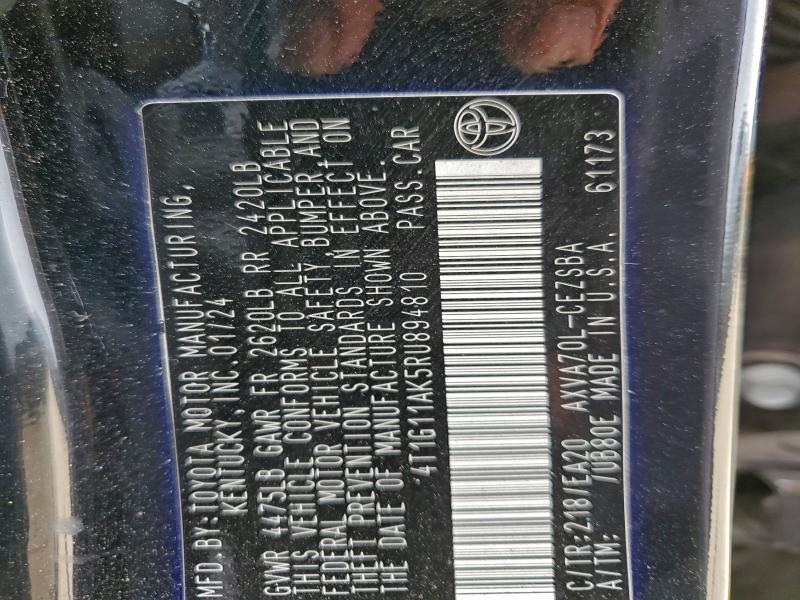 MFD. BY: TOYOTA MOTOR MANUFACTURING,
KENTUCKY, INC. 01/24
GVWR 4475LB GAWR FR 2620LB RR 2420LB
THIS VEHICLE CONFORMS TO ALL APPLICABLE
FEDERAL MOTOR VEHICLE SAFETY, BUMPER AND
THEFT PREVENTION STANDARDS IN EFFECT ON
THE DATE OF MANUFACTURE SHOWN ABOVE.
4T1G11AK5RU894810 PASS.CAR
C/TR:218/EA20 AXVA70L-CEZSBA
A/TM: /UB80E MADE IN U.S.A. 61173